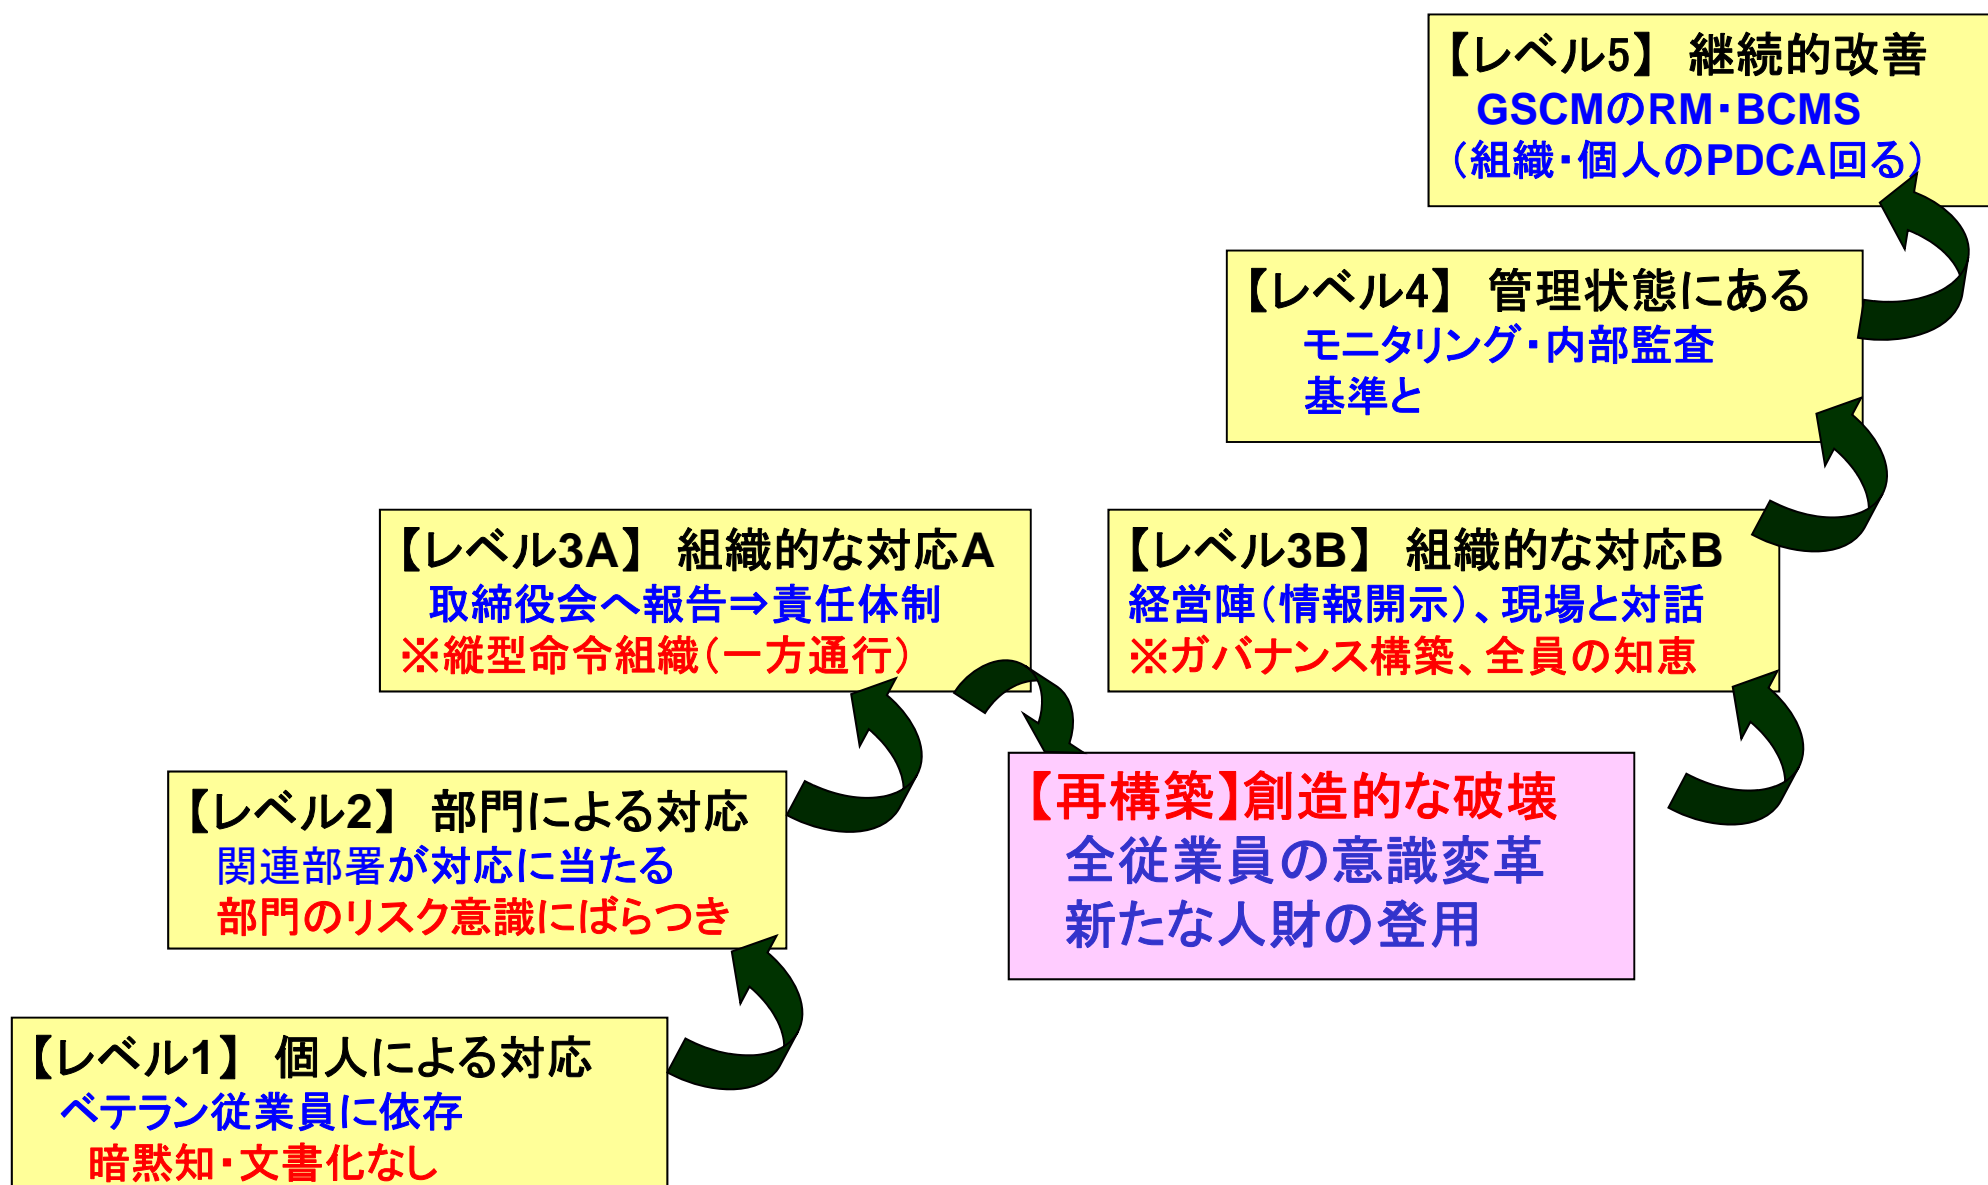 【レベル5】 継続的改善
GSCMのRM・BCMS
（組織・個人のPDCA回る）
【レベル4】 管理状態にある
モニタリング・内部監査
基準と
【レベル3A】 組織的な対応A
取締役会へ報告⇒責任体制
※縦型命令組織（一方通行）
【レベル3B】 組織的な対応B
経営陣（情報開示）、現場と対話
※ガバナンス構築、全員の知恵
【レベル2】 部門による対応
関連部署が対応に当たる
部門のリスク意識にばらつき
【再構築】創造的な破壊
全従業員の意識変革
新たな人財の登用
【レベル1】 個人による対応
ベテラン従業員に依存
暗黙知・文書化なし